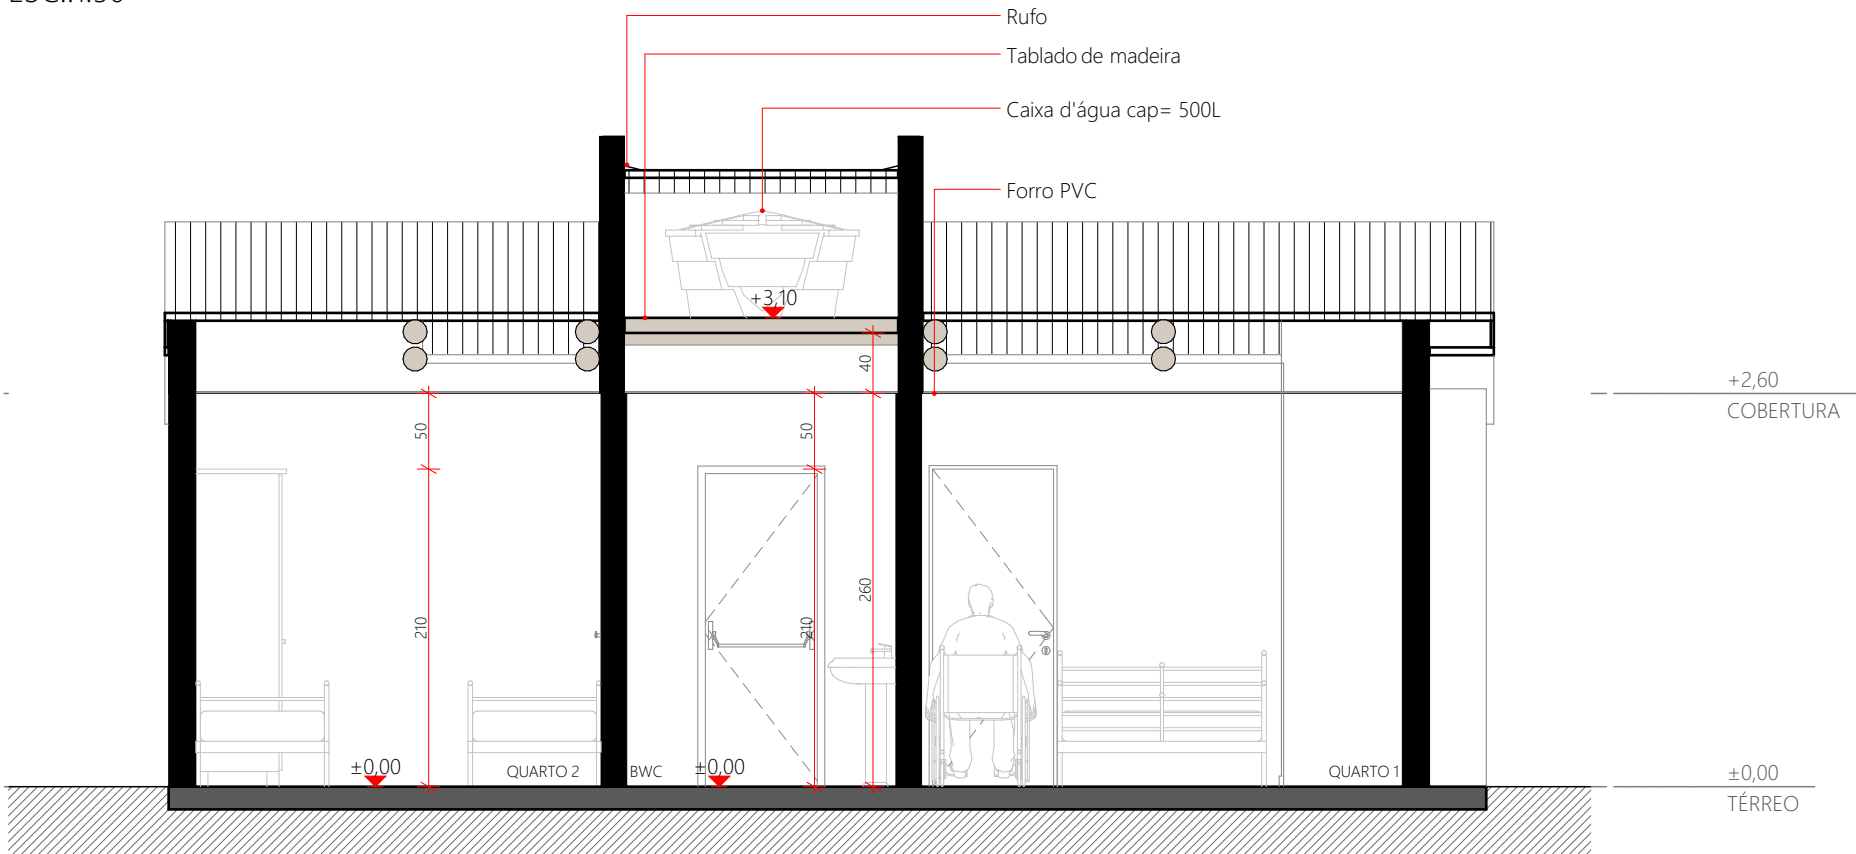 Rufo
Tablado de madeira
Caixa d'água cap= 500L
Forro PVC
+3,10
40
+2,60
COBERTURA
50
50
210
210
260
±0,00
QUARTO 2
BWC
±0,00
QUARTO 1
±0,00
TÉRREO